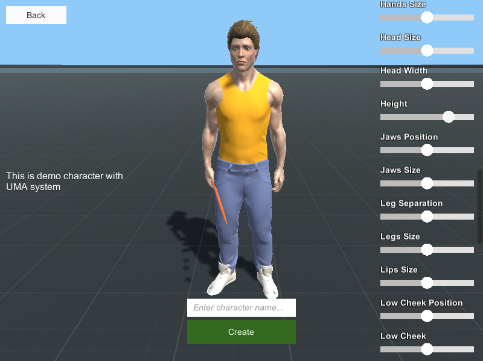 Back
This is demo character with
UMA system
Enter character name...
Create
Hands Size
Head Size
Head Width
Height
Jaws Position
Jaws Size
Leg Separation
Legs Size
Lips Size
Low Cheek Position
Low Cheek